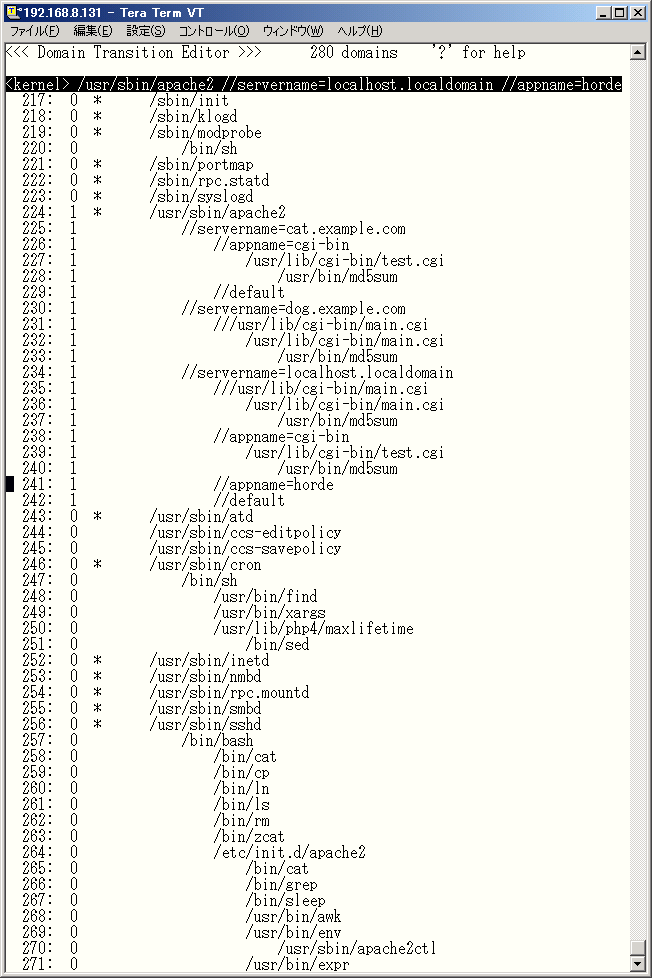 192.168.8.131 - Tera Term VT
ファイル(F) 編集(E) 設定(S) コントロール(O) ウィンドウ(W) ヘルプ(H)
<<< Domain Transition Editor >>> 280 domains '?' for help
<kernel> /usr/sbin/apache2 //servername=localhost.localdomain //appname=horde
217: 0 * /sbin/init
218: 0 * /sbin/klogd
219: 0 * /sbin/modprobe
220: 0 /bin/sh
221: 0 * /sbin/portmap
222: 0 * /sbin/rpc.statd
223: 0 * /sbin/syslogd
224: 1 * /usr/sbin/apache2
225: 1 //servername=cat.example.com
226: 1 //appname=cgi-bin
227: 1 /usr/lib/cgi-bin/test.cgi
228: 1 /usr/bin/md5sum
229: 1 //default
230: 1 //servername=dog.example.com
231: 1 ///usr/lib/cgi-bin/main.cgi
232: 1 /usr/lib/cgi-bin/main.cgi
233: 1 /usr/bin/md5sum
234: 1 //servername=localhost.localdomain
235: 1 ///usr/lib/cgi-bin/main.cgi
236: 1 /usr/lib/cgi-bin/main.cgi
237: 1 /usr/bin/md5sum
238: 1 //appname=cgi-bin
239: 1 /usr/lib/cgi-bin/test.cgi
240: 1 /usr/bin/md5sum
241: 1 //appname=horde
242: 1 //default
243: 0 * /usr/sbin/atd
244: 0 /usr/sbin/ccs-editpolicy
245: 0 /usr/sbin/ccs-savepolicy
246: 0 * /usr/sbin/cron
247: 0 /bin/sh
248: 0 /usr/bin/find
249: 0 /usr/bin/xargs
250: 0 /usr/lib/php4/maxlifetime
251: 0 /bin/sed
252: 0 * /usr/sbin/inetd
253: 0 * /usr/sbin/nmbd
254: 0 * /usr/sbin/rpc.mountd
255: 0 * /usr/sbin/smbd
256: 0 * /usr/sbin/sshd
257: 0 /bin/bash
258: 0 /bin/cat
259: 0 /bin/cp
260: 0 /bin/ln
261: 0 /bin/ls
262: 0 /bin/rm
263: 0 /bin/zcat
264: 0 /etc/init.d/apache2
265: 0 /bin/cat
266: 0 /bin/grep
267: 0 /bin/sleep
268: 0 /usr/bin/awk
269: 0 /usr/bin/env
270: 0 /usr/sbin/apache2ctl
271: 0 /usr/bin/expr